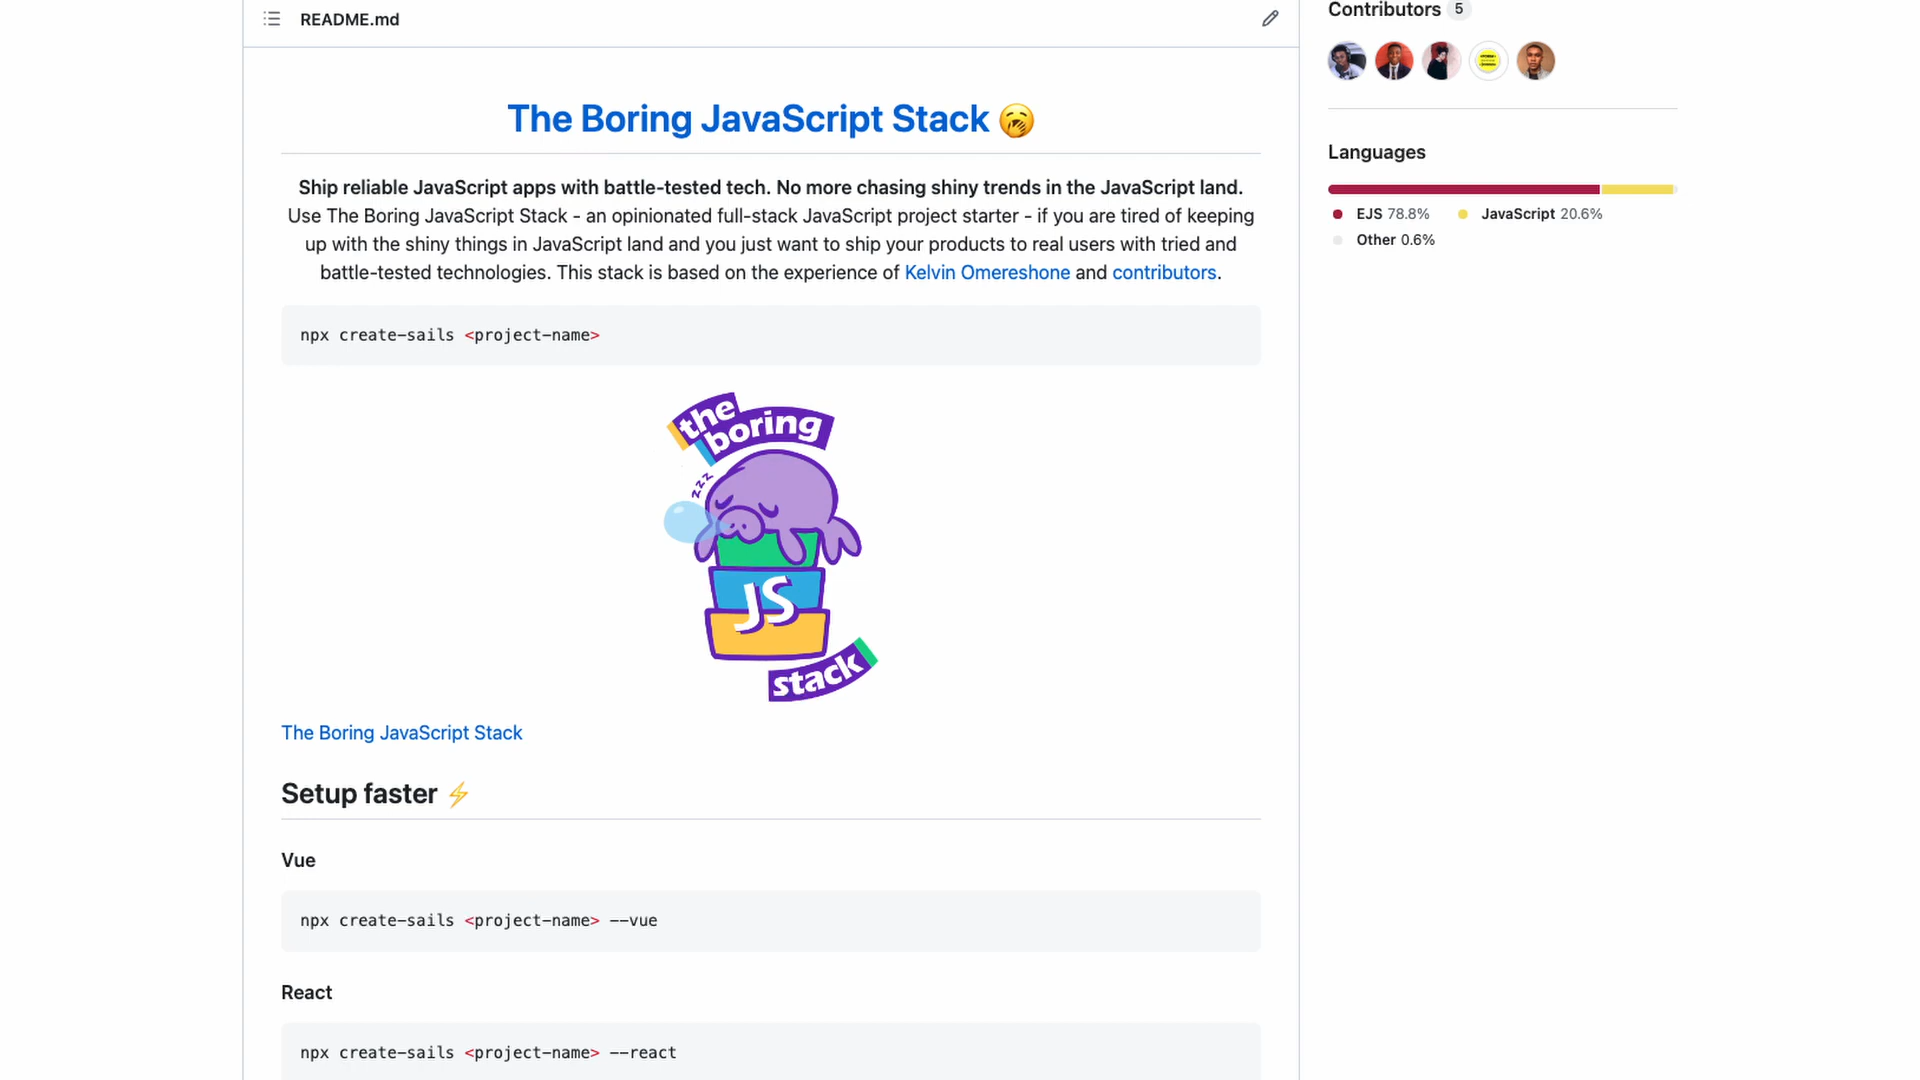 README.md
The Boring JavaScript Stack 🥱
Ship reliable JavaScript apps with battle-tested tech. No more chasing shiny trends in the JavaScript land.
Use The Boring JavaScript Stack - an opinionated full-stack JavaScript project starter - if you are tired of keeping
up with the shiny things in JavaScript land and you just want to ship your products to real users with tried and
battle-tested technologies. This stack is based on the experience of Kelvin Omereshone and contributors.
npx create-sails <project-name>
the
boring
zzz
JS
stack
The Boring JavaScript Stack
Setup faster ⚡
Vue
npx create-sails <project-name> --vue
React
npx create-sails <project-name> --react
Contributors 5
Languages
EJS 78.8% JavaScript 20.6%
Other 0.6%